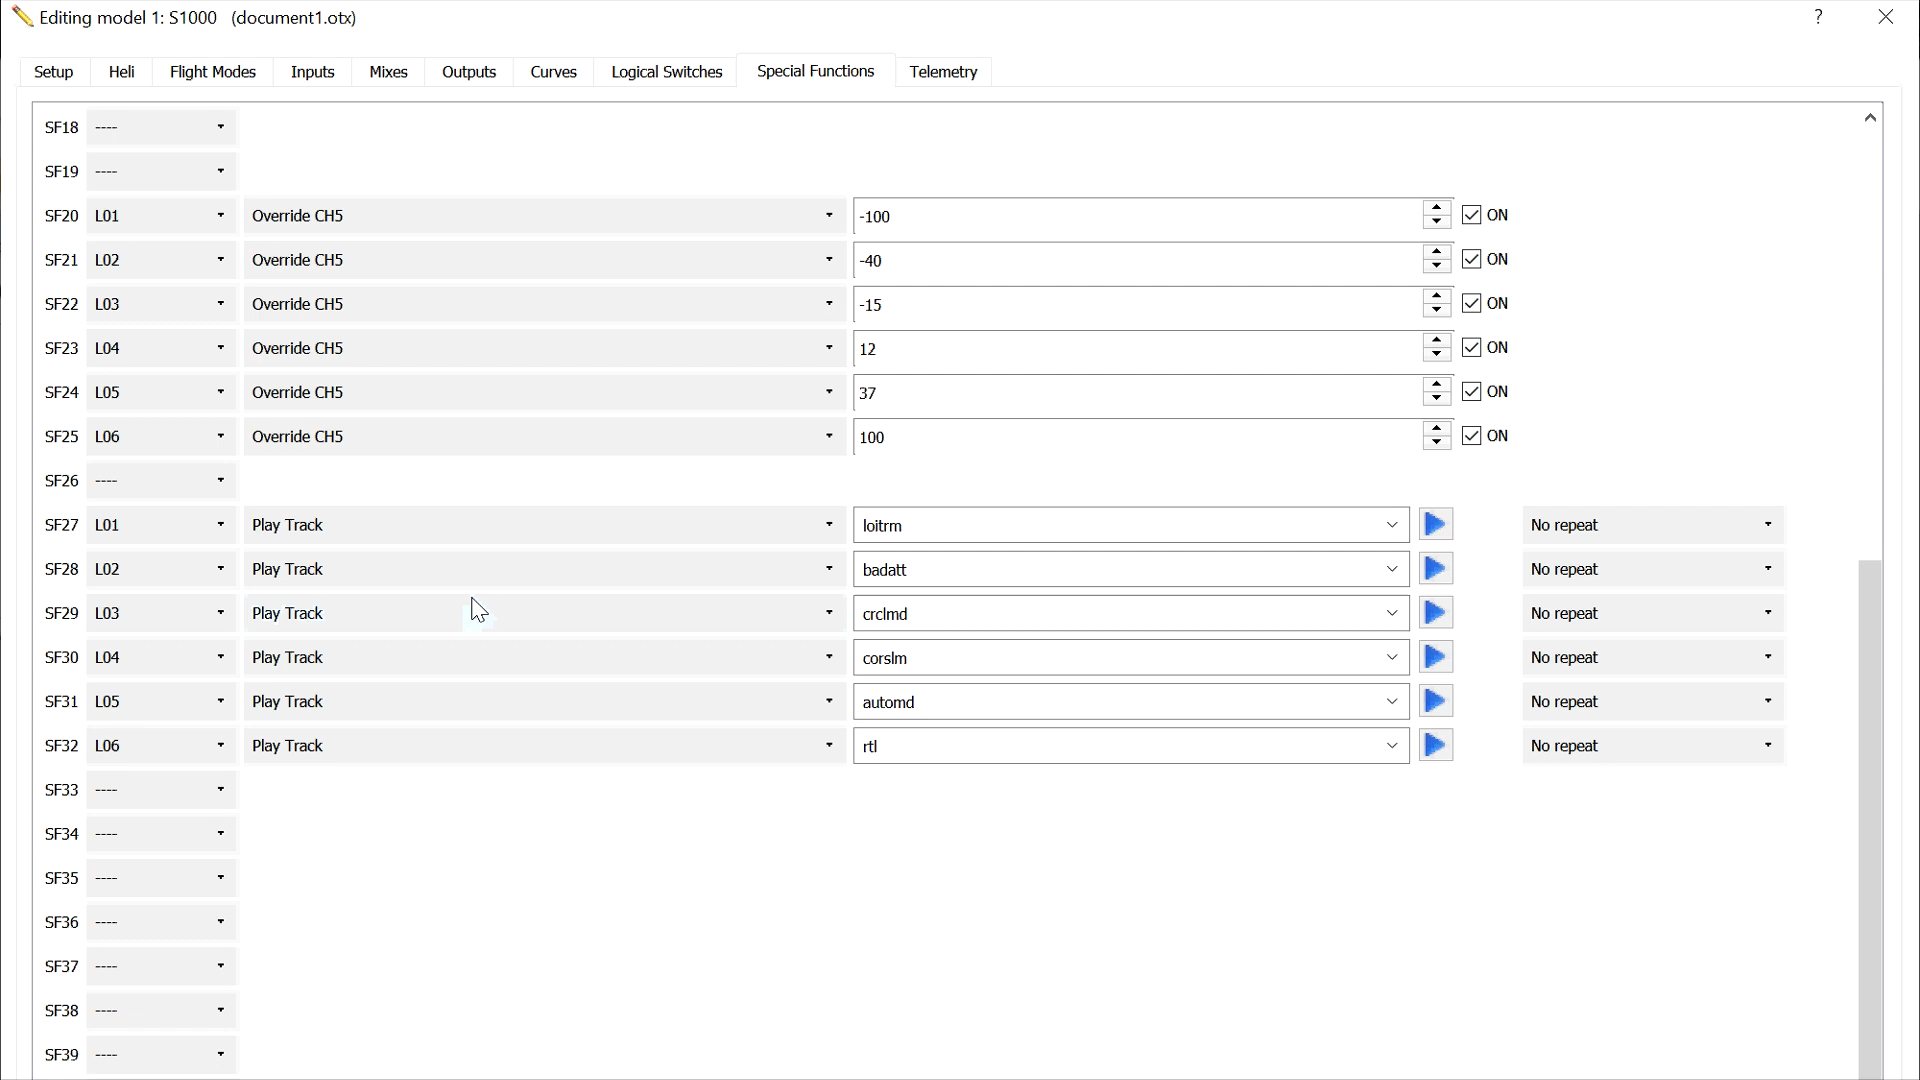 Editing model 1: S1000 (document1.otx) ?
Setup Heli Flight Modes Inputs Mixes Outputs Curves Logical Switches Special Functions Telemetry
SF18 ----
SF19 ----
SF20 L01 Override CH5 -100 ON
SF21 L02 Override CH5 -40 ON
SF22 L03 Override CH5 -15 ON
SF23 L04 Override CH5 12 ON
SF24 L05 Override CH5 37 ON
SF25 L06 Override CH5 100 ON
SF26 ----
SF27 L01 Play Track loitrm No repeat
SF28 L02 Play Track badatt No repeat
SF29 L03 Play Track crclmd No repeat
SF30 L04 Play Track corslm No repeat
SF31 L05 Play Track automd No repeat
SF32 L06 Play Track rtl No repeat
SF33 ----
SF34 ----
SF35 ----
SF36 ----
SF37 ----
SF38 ----
SF39 ----